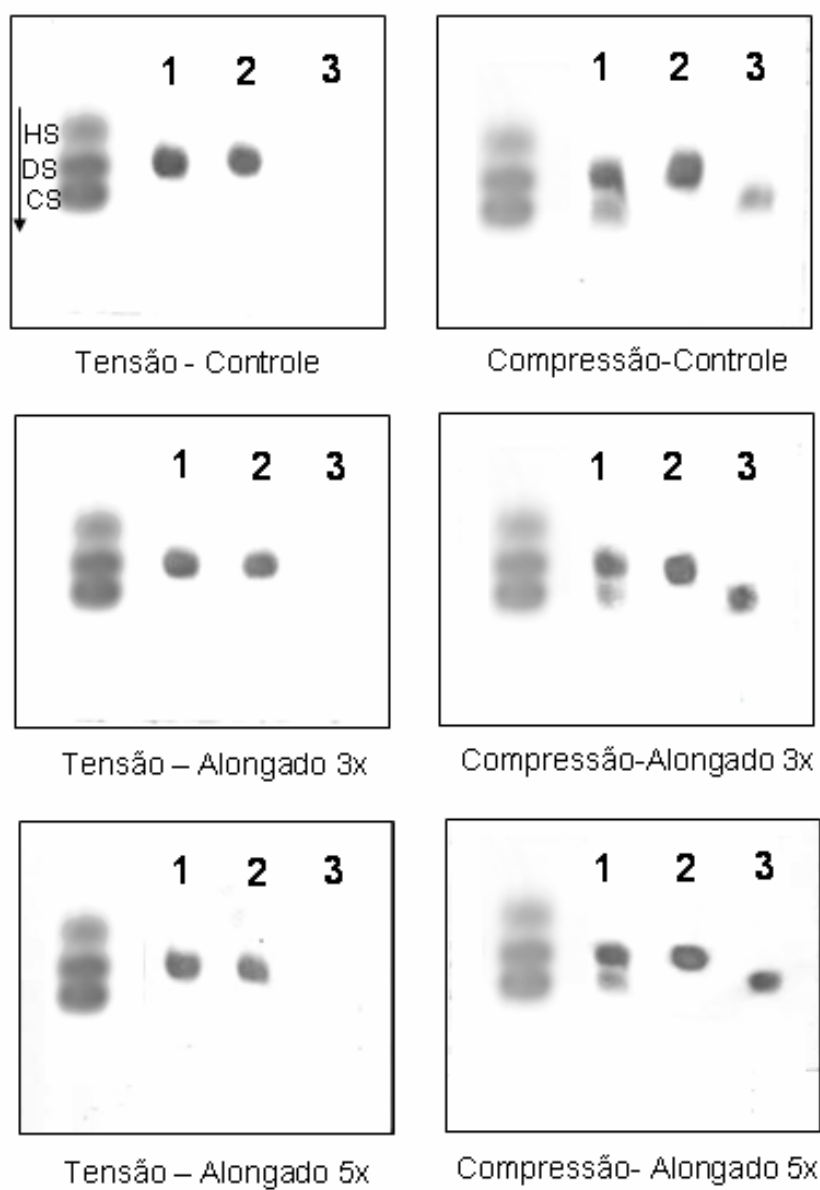 1 2 3
HS
DS
CS
Tensão - Controle
1 2 3
Compressão-Controle
1 2 3
Tensão – Alongado 3x
1 2 3
Compressão-Alongado 3x
1 2 3
Tensão – Alongado 5x
1 2 3
Compressão- Alongado 5x